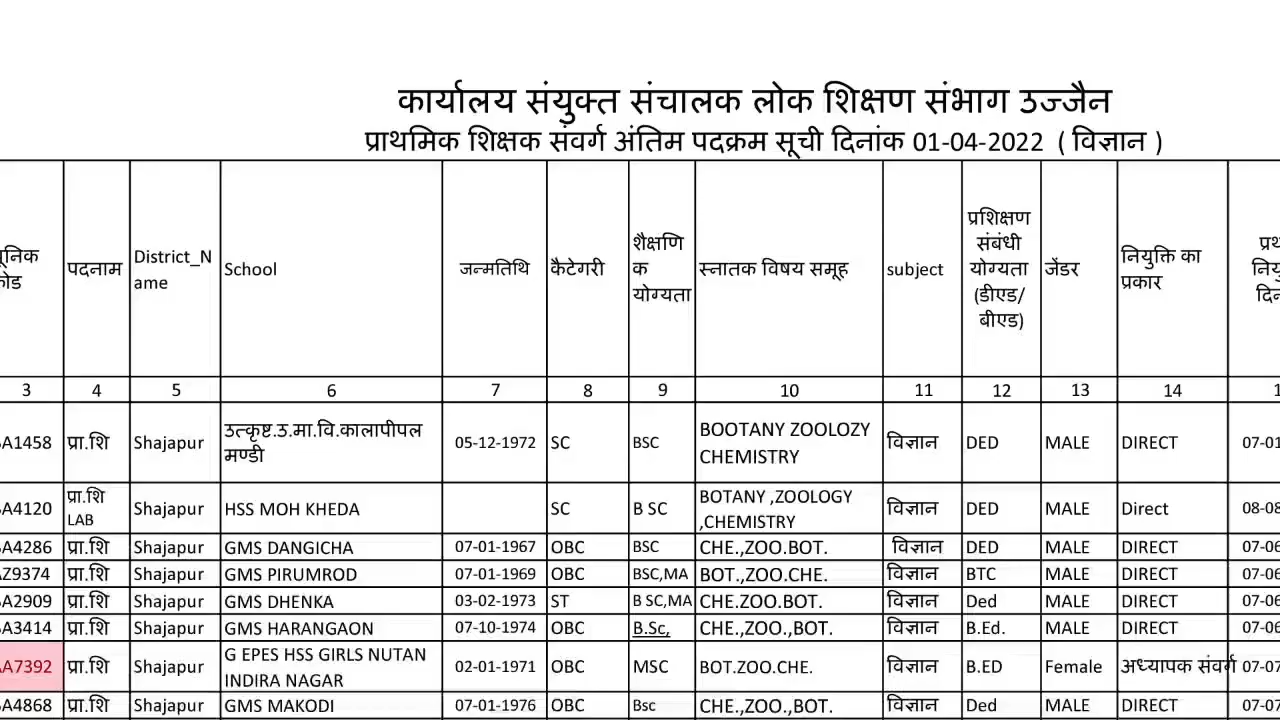 कार्यालय संयुक्त संचालक लोक शिक्षण संभाग उज्जैन
प्राथमिक शिक्षक संवर्ग अंतिम पदक्रम सूची दिनांक 01-04-2022 ( विज्ञान )
पदनाम District_Name School जन्मतिथि कैटेगरी शैक्षणिक योग्यता स्नातक विषय समूह subject प्रशिक्षण संबंधी योग्यता (डीएड/ बीएड) जेंडर नियुक्ति का प्रकार
3 4 5 6 7 8 9 10 11 12 13 14
A1458 प्रा.शि Shajapur उत्कृष्ट.उ.मा.वि.कालापीपल मण्डी 05-12-1972 SC BSC BOOTANY ZOOLOZY CHEMISTRY विज्ञान DED MALE DIRECT 07-01
A4120 प्रा.शि LAB Shajapur HSS MOH KHEDA SC B SC BOTANY ,ZOOLOGY ,CHEMISTRY विज्ञान DED MALE Direct 08-08
A4286 प्रा.शि Shajapur GMS DANGICHA 07-01-1967 OBC BSC CHE.,ZOO.BOT. विज्ञान DED MALE DIRECT 07-06
Z9374 प्रा.शि Shajapur GMS PIRUMROD 07-01-1969 OBC BSC,MA BOT.,ZOO.CHE. विज्ञान BTC MALE DIRECT 07-06
A2909 प्रा.शि Shajapur GMS DHENKA 03-02-1973 ST B SC,MA CHE.ZOO.BOT. विज्ञान Ded MALE DIRECT 07-06
A3414 प्रा.शि Shajapur GMS HARANGAON 07-10-1974 OBC B.Sc, CHE.,ZOO.,BOT. विज्ञान B.Ed. MALE DIRECT 07-06
A7392 प्रा.शि Shajapur G EPES HSS GIRLS NUTAN INDIRA NAGAR 02-01-1971 OBC MSC BOT.ZOO.CHE. विज्ञान B.ED Female अध्यापक संवर्ग 07-07
A4868 प्रा.शि Shajapur GMS MAKODI 07-01-1976 OBC Bsc CHE.,ZOO.,BOT. विज्ञान Ded MALE DIRECT 07-07